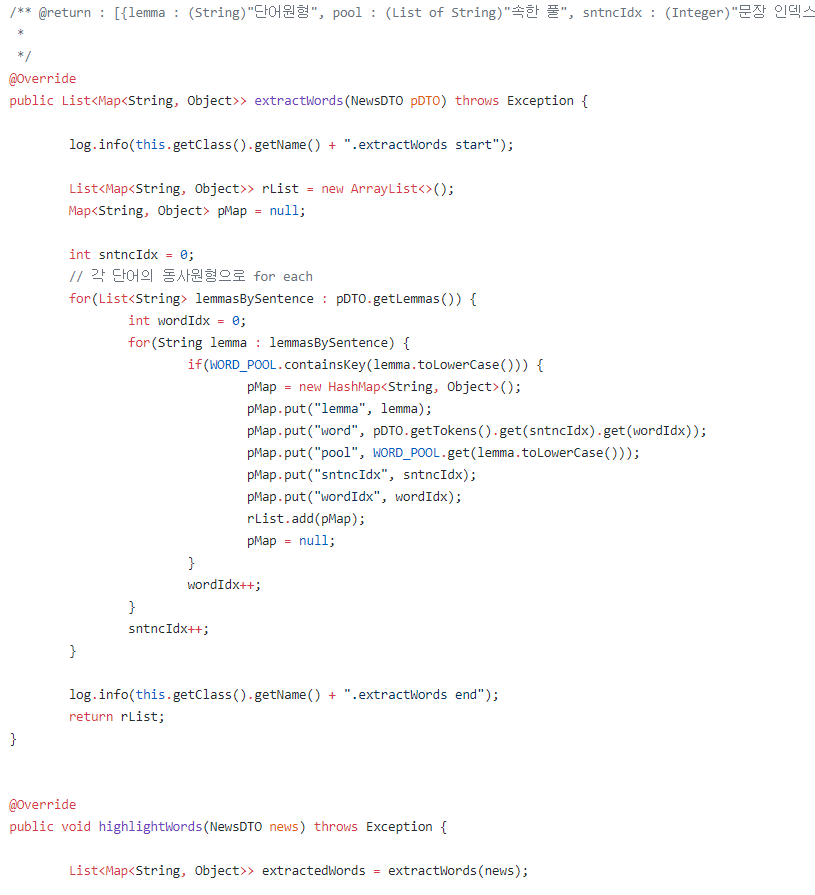 /** @return : [{lemma : (String)"단어원형", pool : (List of String)"속한 풀", sntncIdx : (Integer)"문장 인덱스
 *
 */
@Override
public List<Map<String, Object>> extractWords(NewsDTO pDTO) throws Exception {
log.info(this.getClass().getName() + ".extractWords start");
List<Map<String, Object>> rList = new ArrayList<>();
Map<String, Object> pMap = null;
int sntncIdx = 0;
// 각 단어의 동사원형으로 for each
for(List<String> lemmasBySentence : pDTO.getLemmas()) {
int wordIdx = 0;
for(String lemma : lemmasBySentence) {
if(WORD_POOL.containsKey(lemma.toLowerCase())) {
pMap = new HashMap<String, Object>();
pMap.put("lemma", lemma);
pMap.put("word", pDTO.getTokens().get(sntncIdx).get(wordIdx));
pMap.put("pool", WORD_POOL.get(lemma.toLowerCase()));
pMap.put("sntncIdx", sntncIdx);
pMap.put("wordIdx", wordIdx);
rList.add(pMap);
pMap = null;
}
wordIdx++;
}
sntncIdx++;
}
log.info(this.getClass().getName() + ".extractWords end");
return rList;
}
@Override
public void highlightWords(NewsDTO news) throws Exception {
List<Map<String, Object>> extractedWords = extractWords(news);